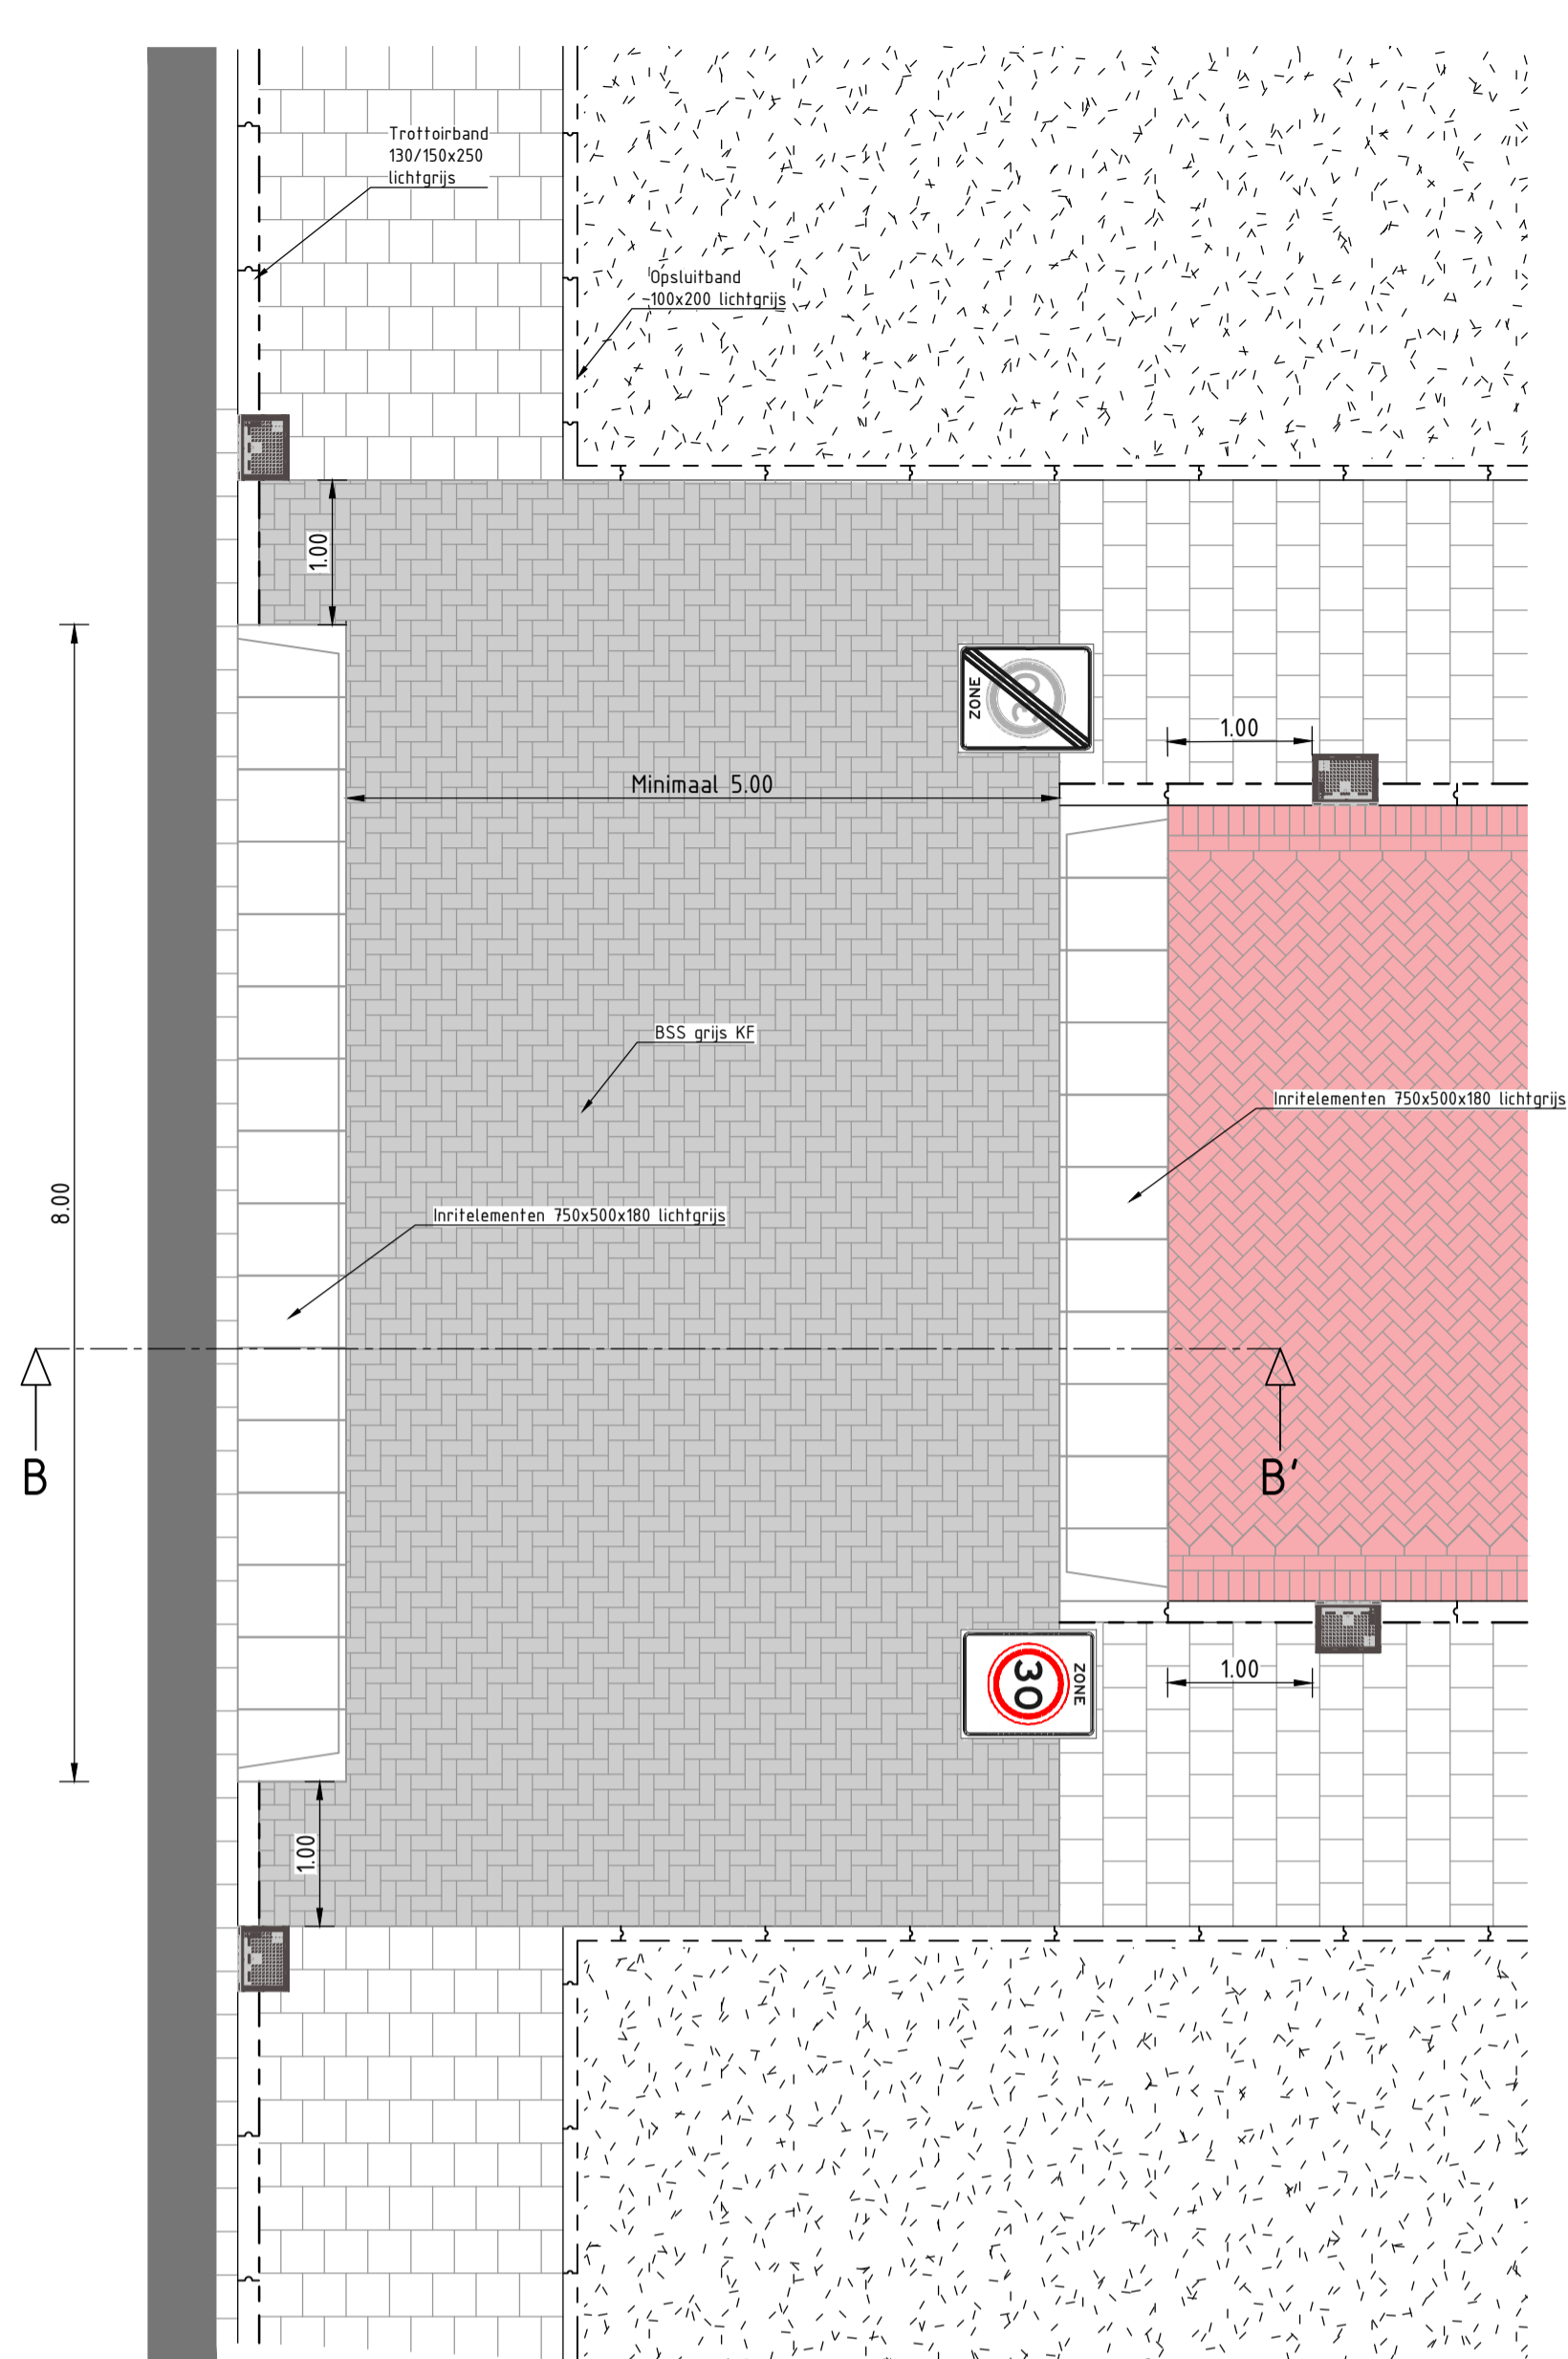 Trottoirband
130/150x250
lichtgrijs
Opsluitband
100x200 lichtgrijs
1.00
ZONE
30
1.00
Minimaal 5.00
BSS grijs KF
Inritelementen 750x500x180 lichtgrijs
8.00
Inritelementen 750x500x180 lichtgrijs
B
B'
30
ZONE
1.00
1.00